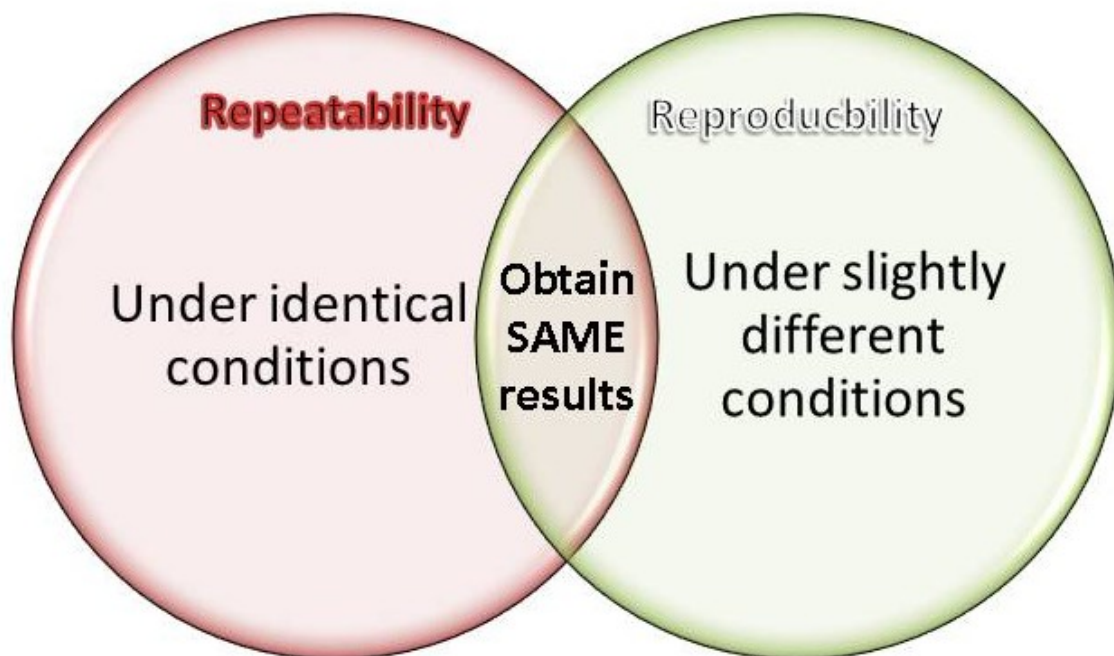 Repeatability
Reproducbility
Under identical
conditions
Obtain
SAME
results
Under slightly
different
conditions